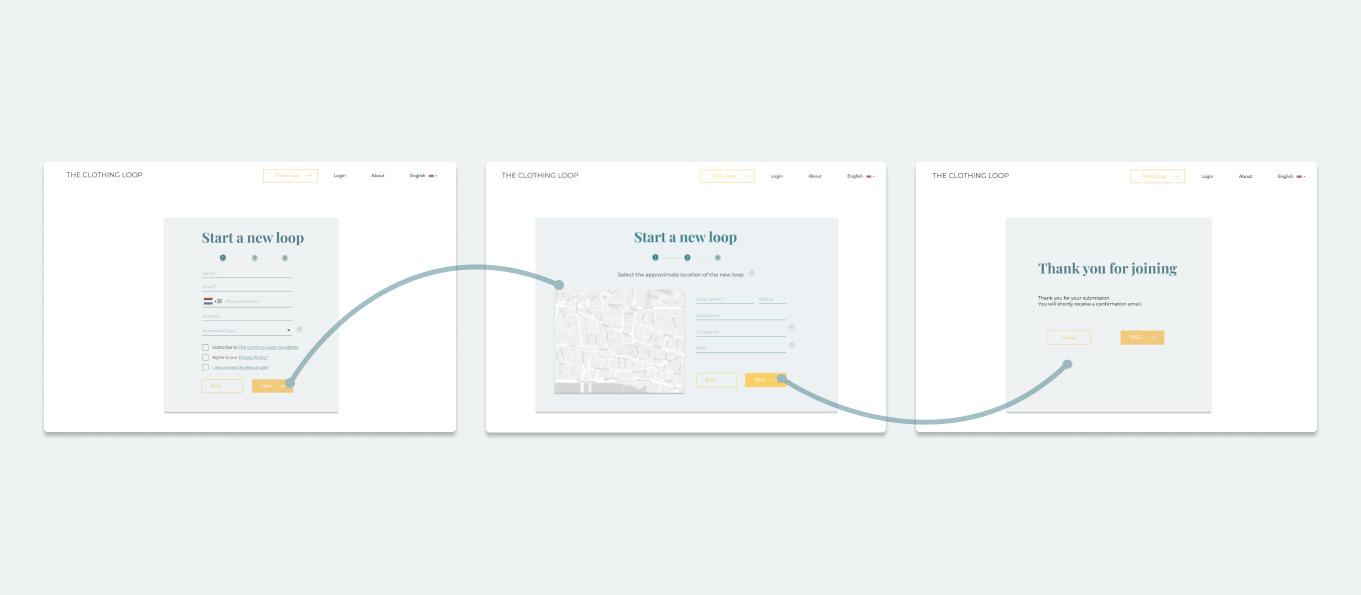 THE CLOTHING LOOP
Find a loop →
Login
About
English
Start a new loop
1
2
3
Name*
Email*
+31 Phone Number*
Address
Interested Sizes
?
Subscribe to The Clothing Loop newsletter
Agree to our Privacy Policy*
I am at least 18 years of age*
Back
Next →
THE CLOTHING LOOP
Find a loop →
Login
About
English
Start a new loop
1
2
3
Select the approximate location of the new loop
?
Loop name*
Radius
Description
Categories
?
Sizes
?
Back
Next →
THE CLOTHING LOOP
Find a loop →
Login
About
English
Thank you for joining
Thank you for your submission.
You will shortly receive a confirmation email.
Home
FAQ's →